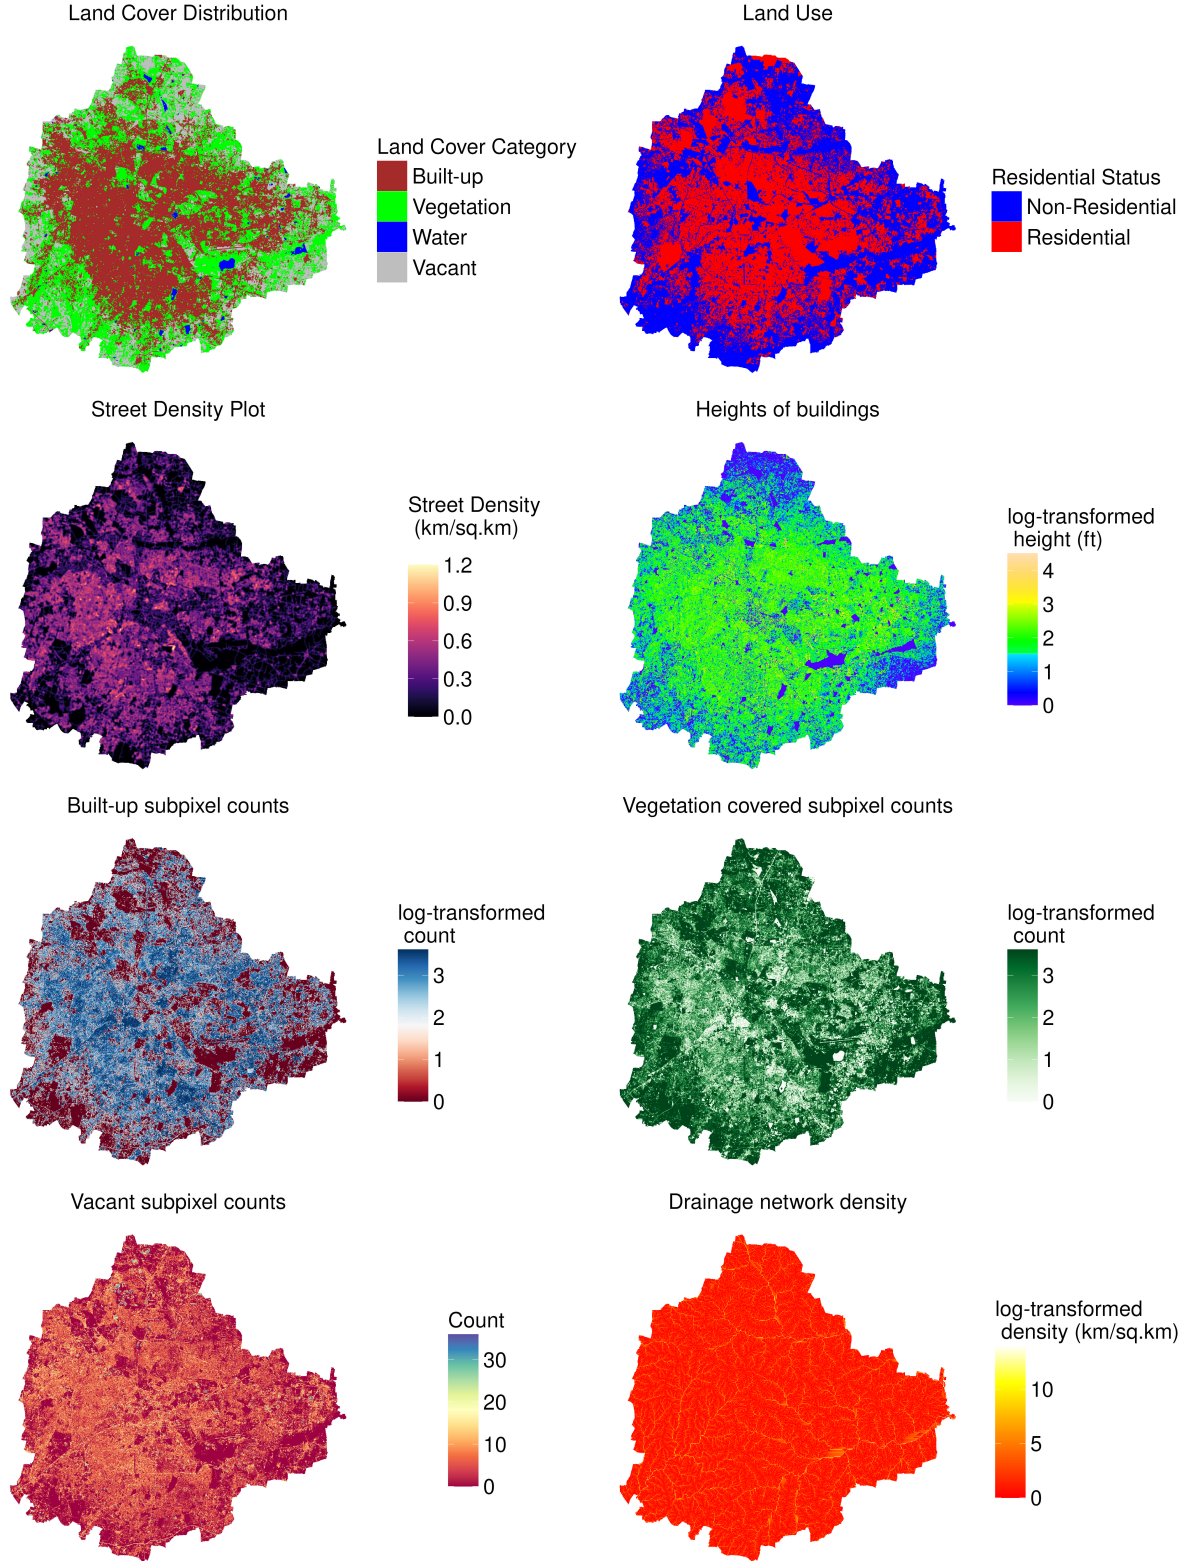 Land Cover Distribution
Land Use
Land Cover Category
Built-up
Vegetation
Water
Vacant
Residential Status
Non-Residential
Residential
Street Density Plot
Heights of buildings
Street Density
(km/sq.km)
1.2
0.9
0.6
0.3
0.0
log-transformed
height (ft)
4
3
2
1
0
Built-up subpixel counts
Vegetation covered subpixel counts
log-transformed
count
3
2
1
0
log-transformed
count
3
2
1
0
Vacant subpixel counts
Drainage network density
Count
30
20
10
0
log-transformed
density (km/sq.km)
10
5
0